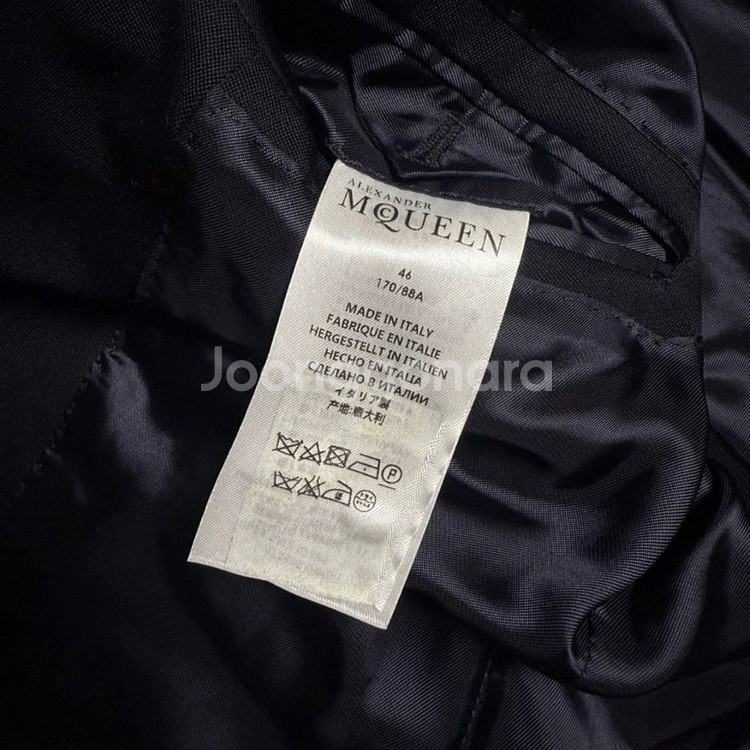 ALEXANDER
McQUEEN
46
170/88A
MADE IN ITALY
FABRIQUE EN ITALIE
HERGESTELLT IN ITALIEN
HECHO EN ITALIA
СДЕЛАНО В ИТАЛИИ
イタリア製
产地:意大利
P